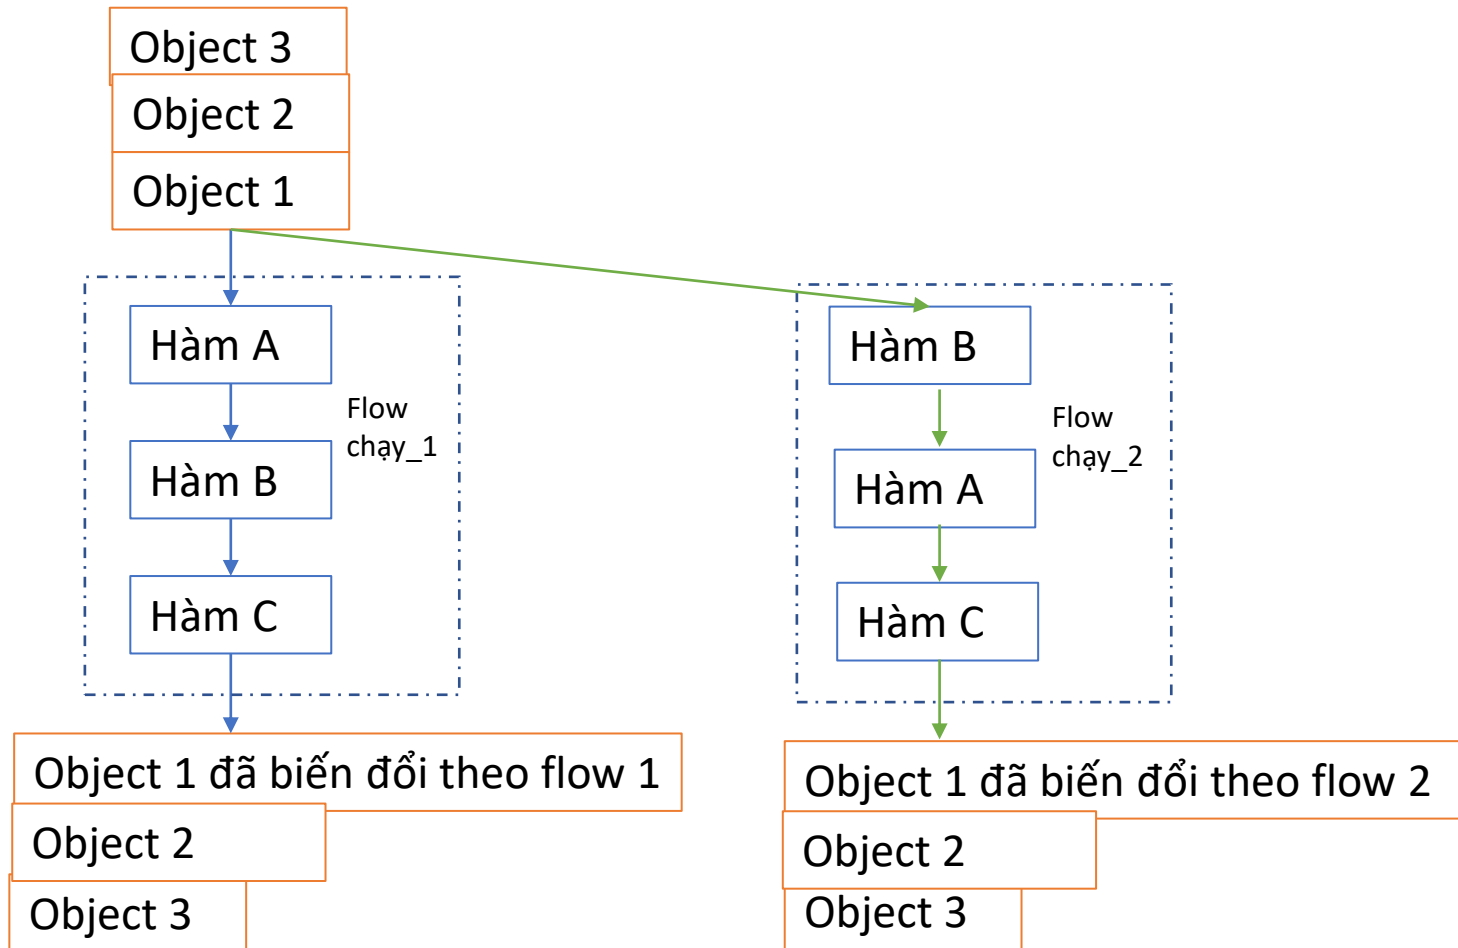 Object 3
Object 2
Object 1
Hàm A
Flow
chạy_1
Hàm B
Hàm C
Hàm B
Flow
chạy_2
Hàm A
Hàm C
Object 1 đã biến đổi theo flow 1
Object 2
Object 3
Object 1 đã biến đổi theo flow 2
Object 2
Object 3